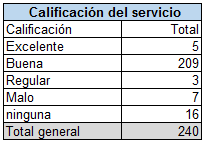 Calificación del servicio
Calificación Total
Excelente 5
Buena 209
Regular 3
Malo 7
ninguna 16
Total general 240